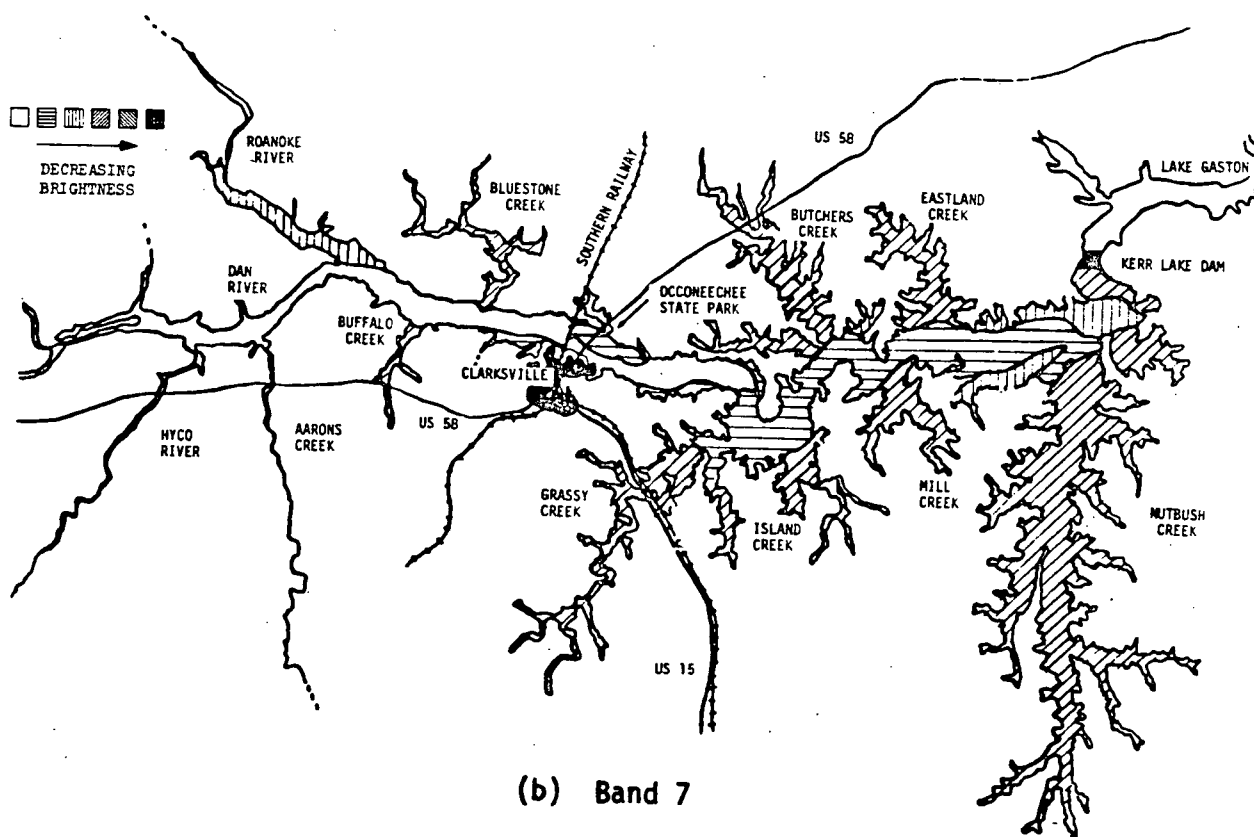 ROANOKE
RIVER
DECREASING
BRIGHTNESS
BLUESTONE
CREEK
SOUTHERN RAILWAY
US 58
LAKE GASTON
BUTCHERS
CREEK
EASTLAND
CREEK
KERR LAKE DAM
DAN
RIVER
OCCONEECHEE
STATE PARK
BUFFALO
CREEK
CLARKSVILLE
US 58
HYCO
RIVER
AARONS
CREEK
GRASSY
CREEK
ISLAND
CREEK
MILL
CREEK
NUTBUSH
CREEK
US 15
(b) Band 7